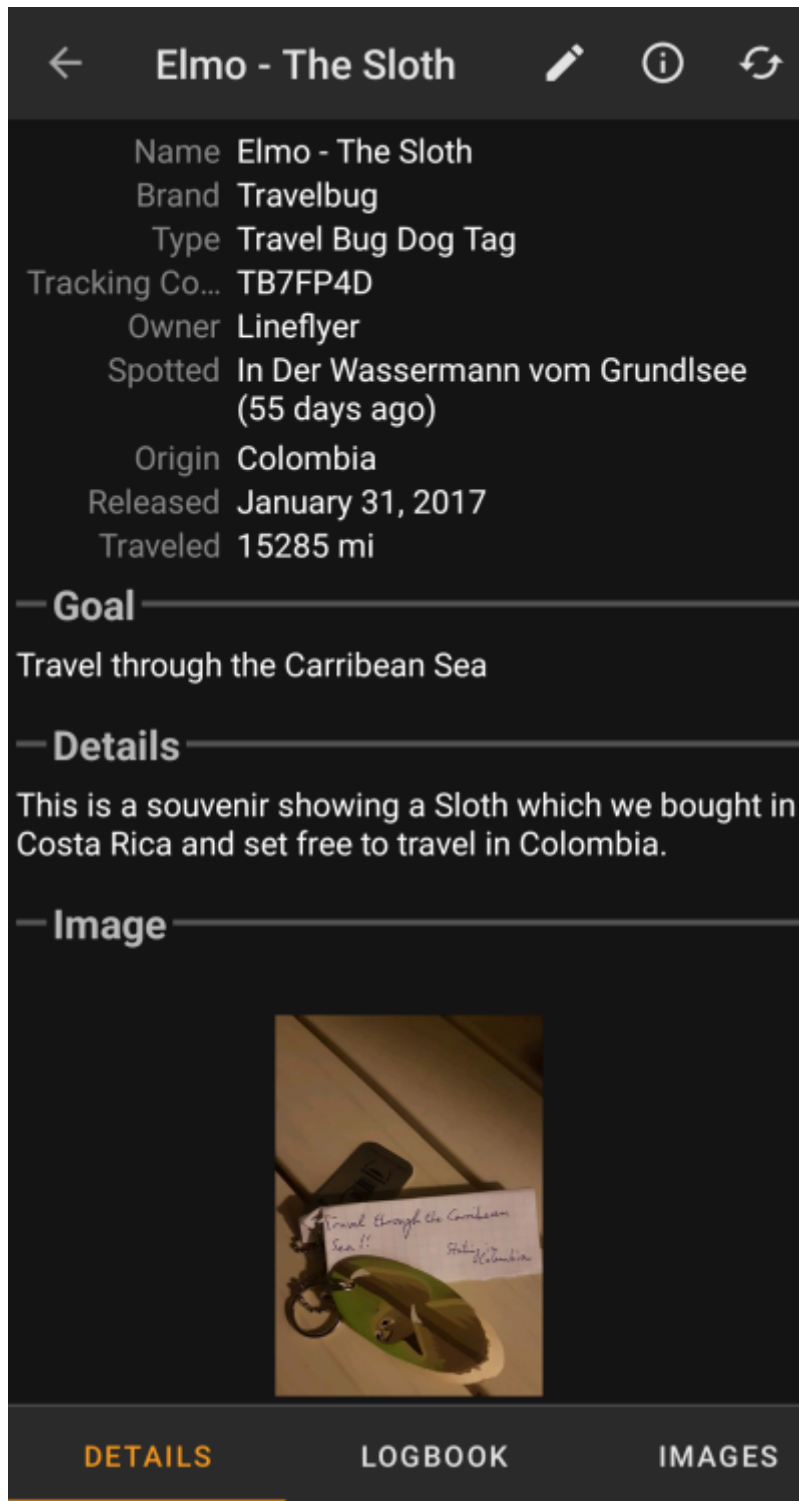 Elmo - The Sloth
Name Elmo - The Sloth
Brand Travelbug
Type Travel Bug Dog Tag
Tracking Co... TB7FP4D
Owner Lineflyer
Spotted In Der Wassermann vom Grundlsee
(55 days ago)
Origin Colombia
Released January 31, 2017
Traveled 15285 mi
Goal
Travel through the Carribean Sea
Details
This is a souvenir showing a Sloth which we bought in
Costa Rica and set free to travel in Colombia.
Image
Travel through the Carribean
Sea!!
Colombia
DETAILS LOGBOOK IMAGES